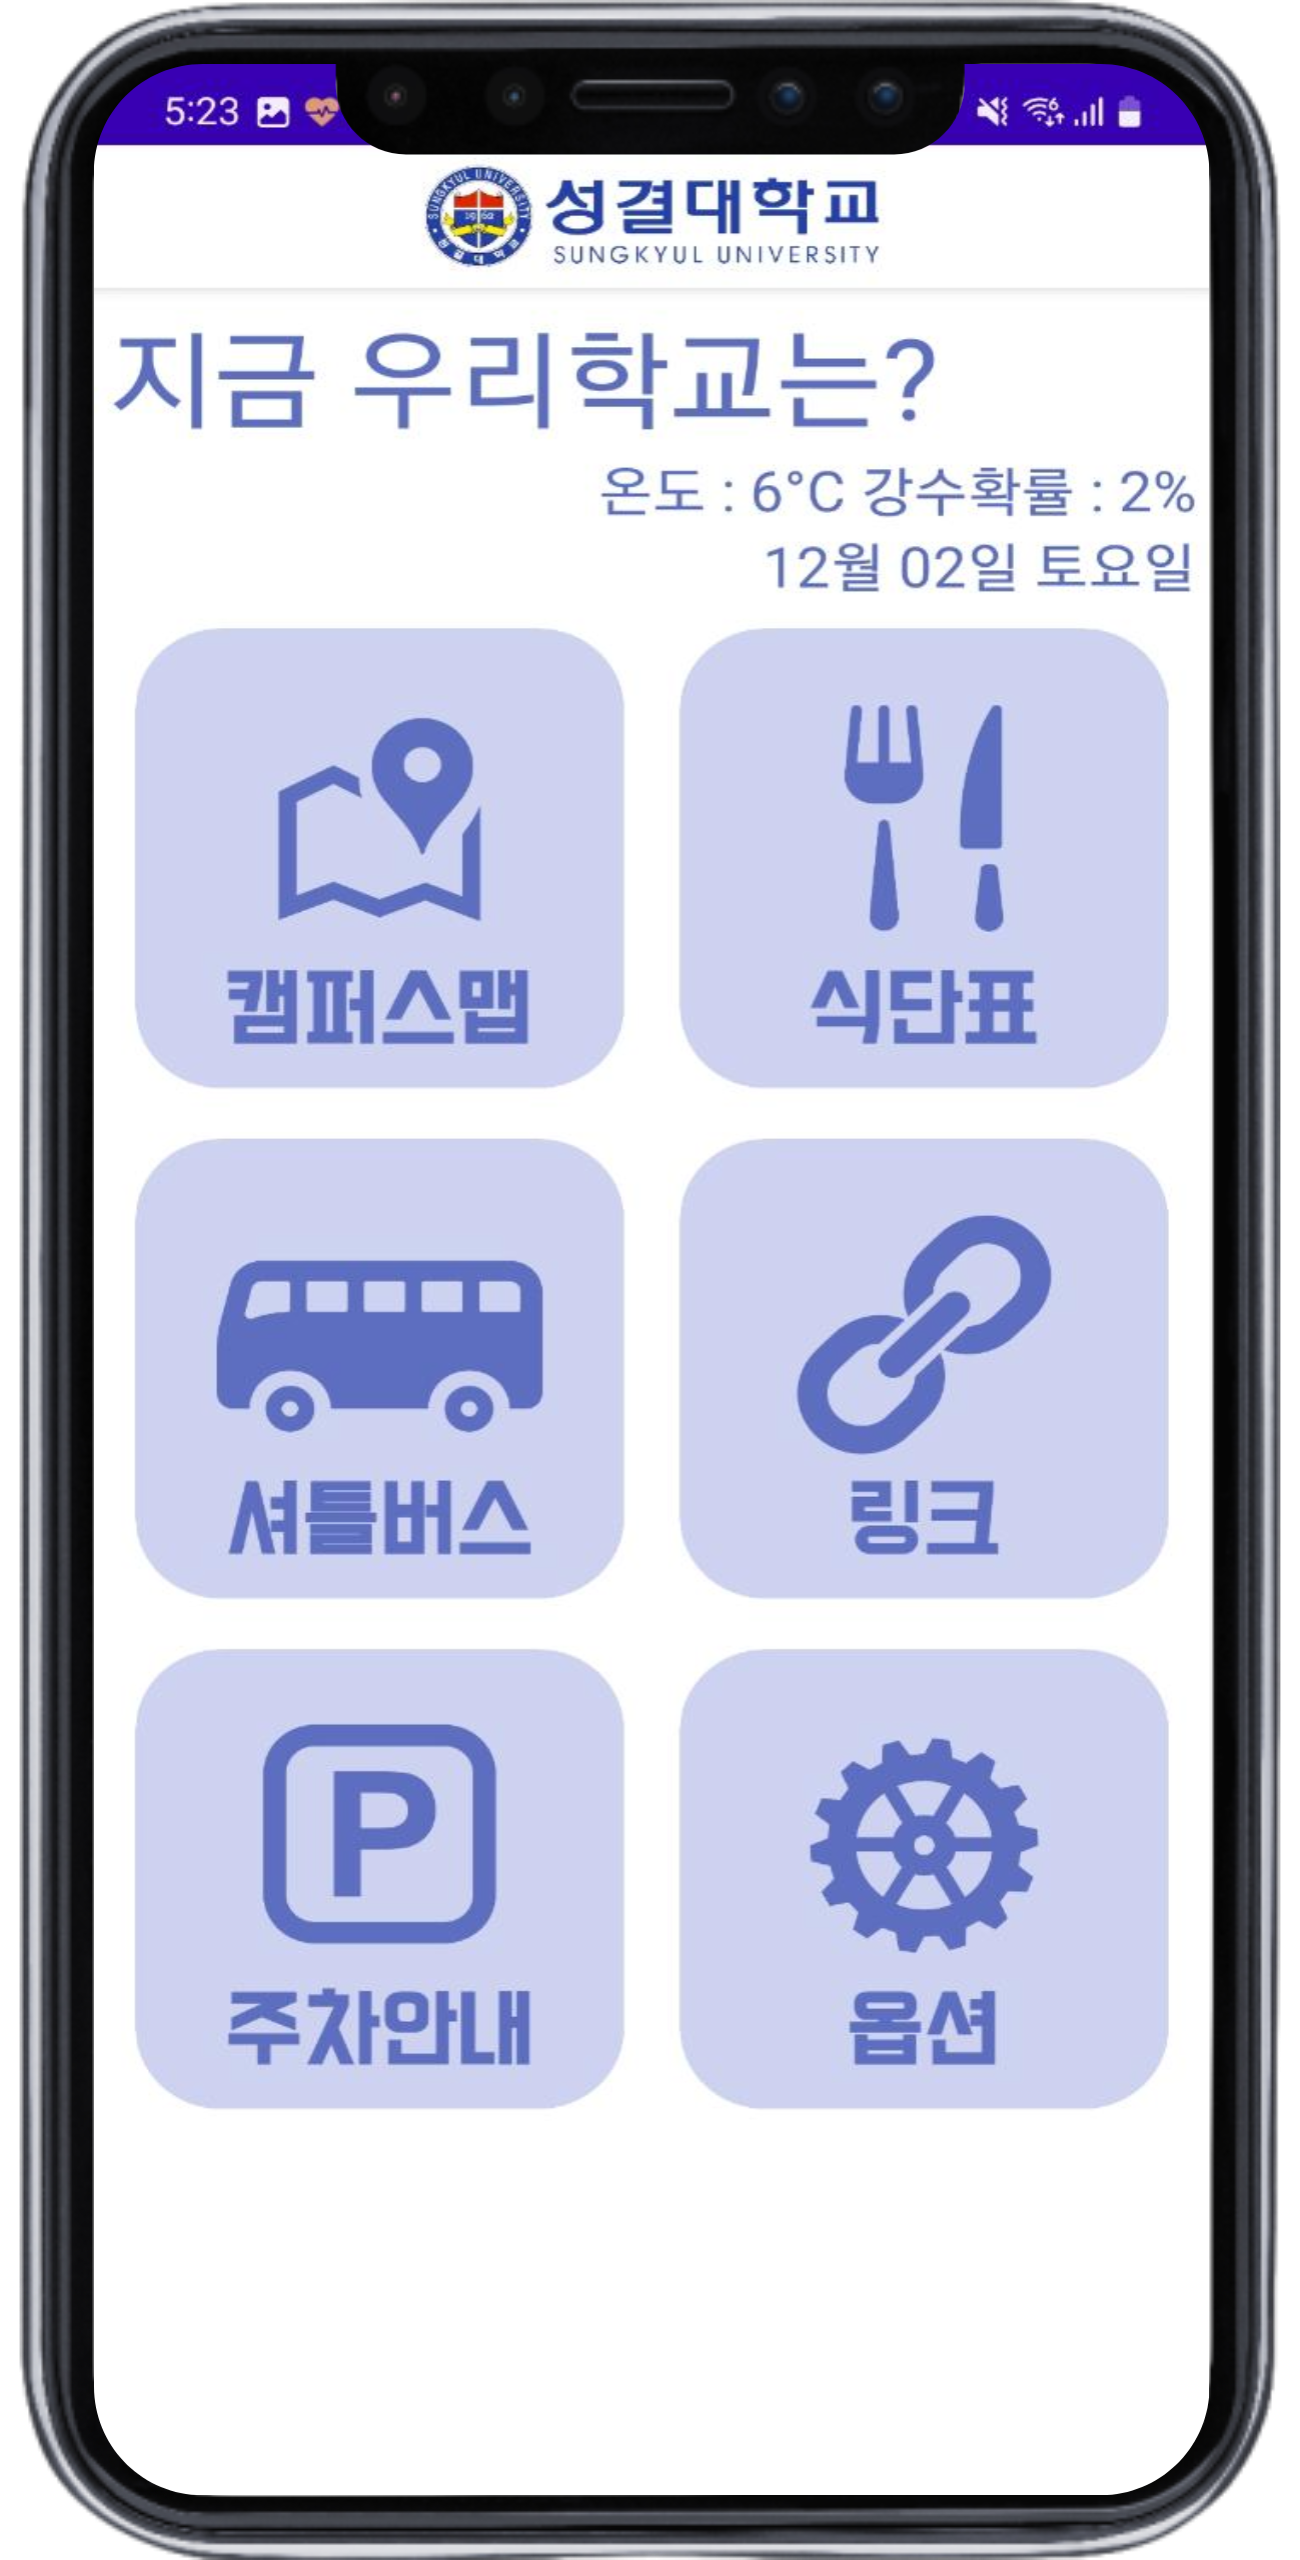 5:23
성결대학교
SUNGKYUL UNIVERSITY
지금 우리학교는?
온도 : 6°C 강수확률 : 2%
12월 02일 토요일
캠퍼스맵
식단표
셔틀버스
링크
P
주차안내
옵션